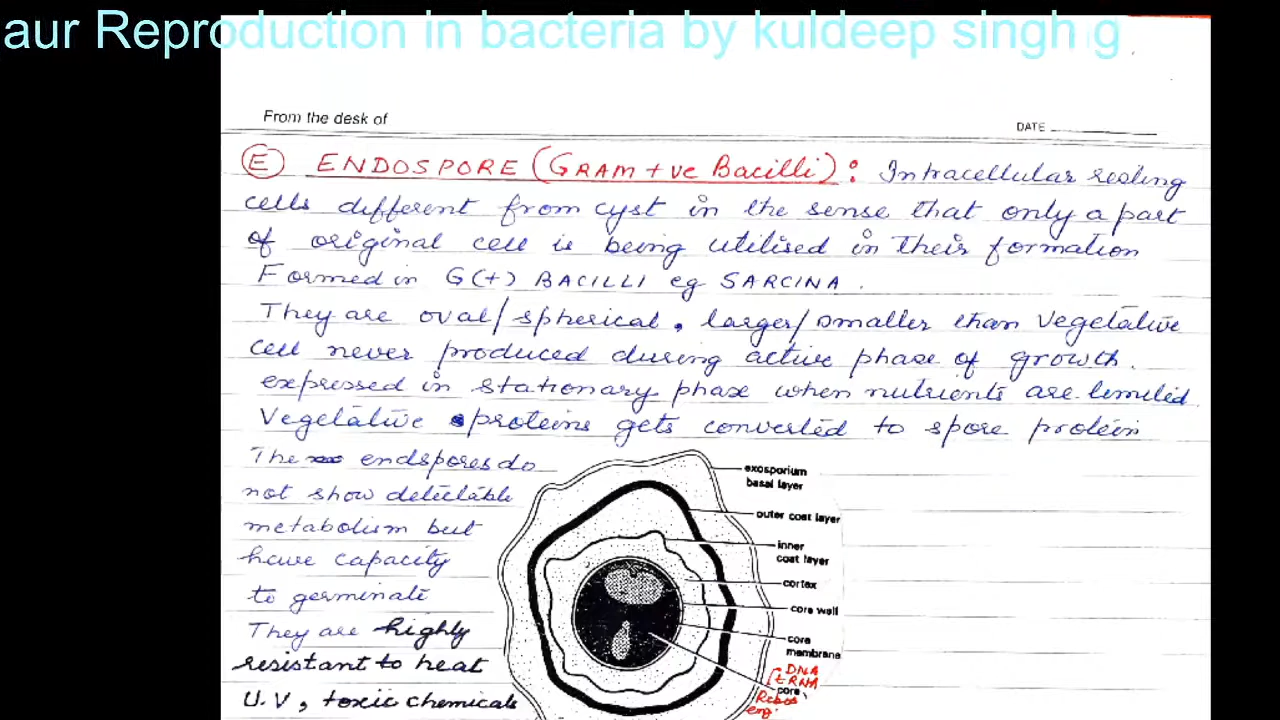 aur Reproduction in bacteria by kuldeep singh g
From the desk of
DATE
E ENDOSPORE (GRAM +ve Bacilli) : Intracellular resting
cells different from cyst in the sense that only a part
of original cell is being utilised in their formation
Formed in G(+) BACILLI eg SARCINA.
They are oval/spherical, larger/smaller than vegetative
cell never produced during active phase of growth.
expressed in stationary phase when nutrients are limited.
Vegetative proteins gets converted to spore protein
The endspores do
not show detectable
metabolism but
have capacity
to germinate
They are highly
resistant to heat
U.V, toxic chemicals
exosporium
basal layer
outer coat layer
inner
coat layer
cortex
core wall
core
membrane
DNA
t RNA
core
Ribos
eng.